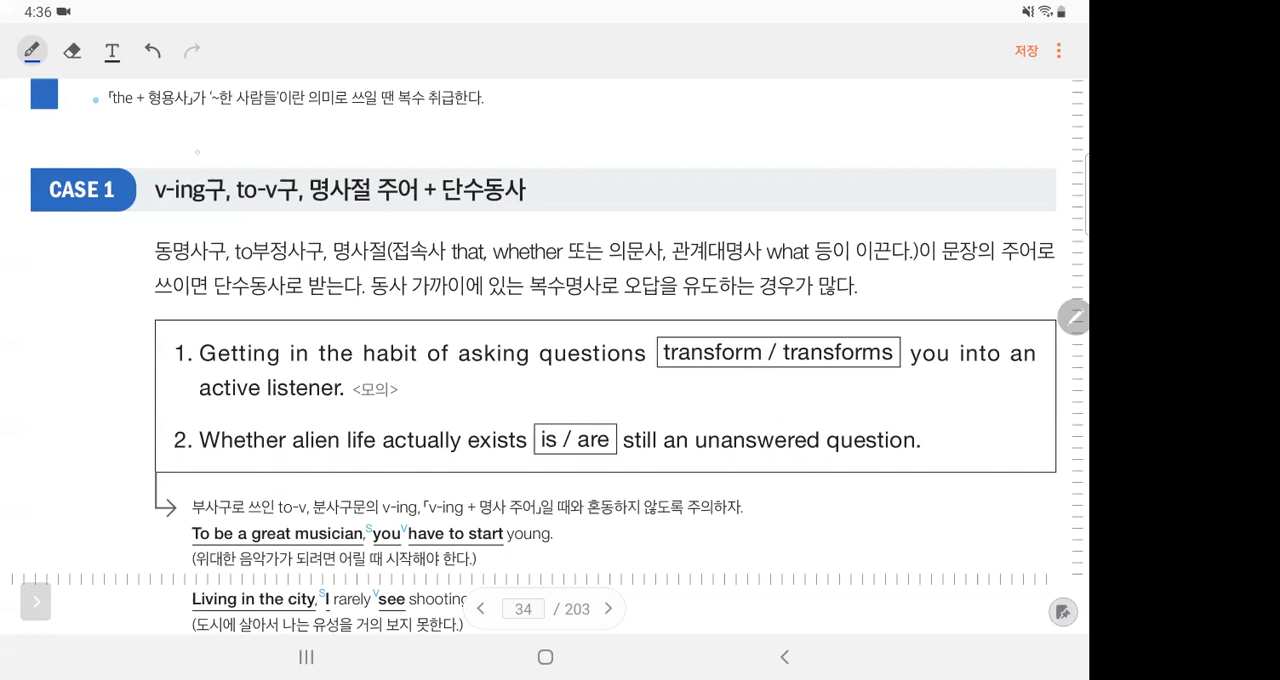 4:36
저장
「the + 형용사」가 '~한 사람들'이란 의미로 쓰일 땐 복수 취급한다.
CASE 1 v-ing구, to-v구, 명사절 주어 + 단수동사
동명사구, to부정사구, 명사절(접속사 that, whether 또는 의문사, 관계대명사 what 등이 이끈다.)이 문장의 주어로
쓰이면 단수동사로 받는다. 동사 가까이에 있는 복수명사로 오답을 유도하는 경우가 많다.
1. Getting in the habit of asking questions transform / transforms you into an
active listener. <모의>
2. Whether alien life actually exists is / are still an unanswered question.
부사구로 쓰인 to-v, 분사구문의 v-ing, 「v-ing + 명사 주어」일 때와 혼동하지 않도록 주의하자.
To be a great musician, S you V have to start young.
(위대한 음악가가 되려면 어릴 때 시작해야 한다.)
Living in the city, S I rarely V see shooting
(도시에 살아서 나는 유성을 거의 보지 못한다.)
34 / 203